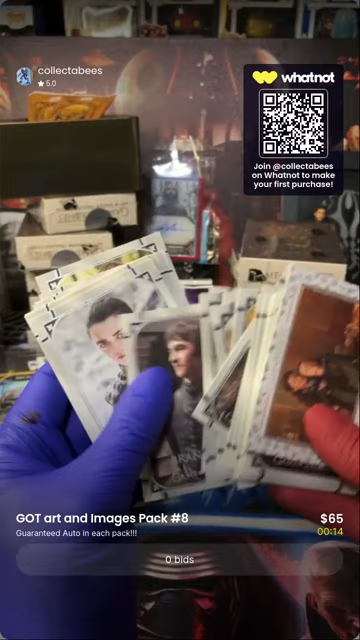 collectabees
★ 5.0
whatnot
Join @collectabees
on Whatnot to make
your first purchase!
GOT art and Images Pack #8
$65
Guaranteed Auto in each pack!!!
00:14
0 bids